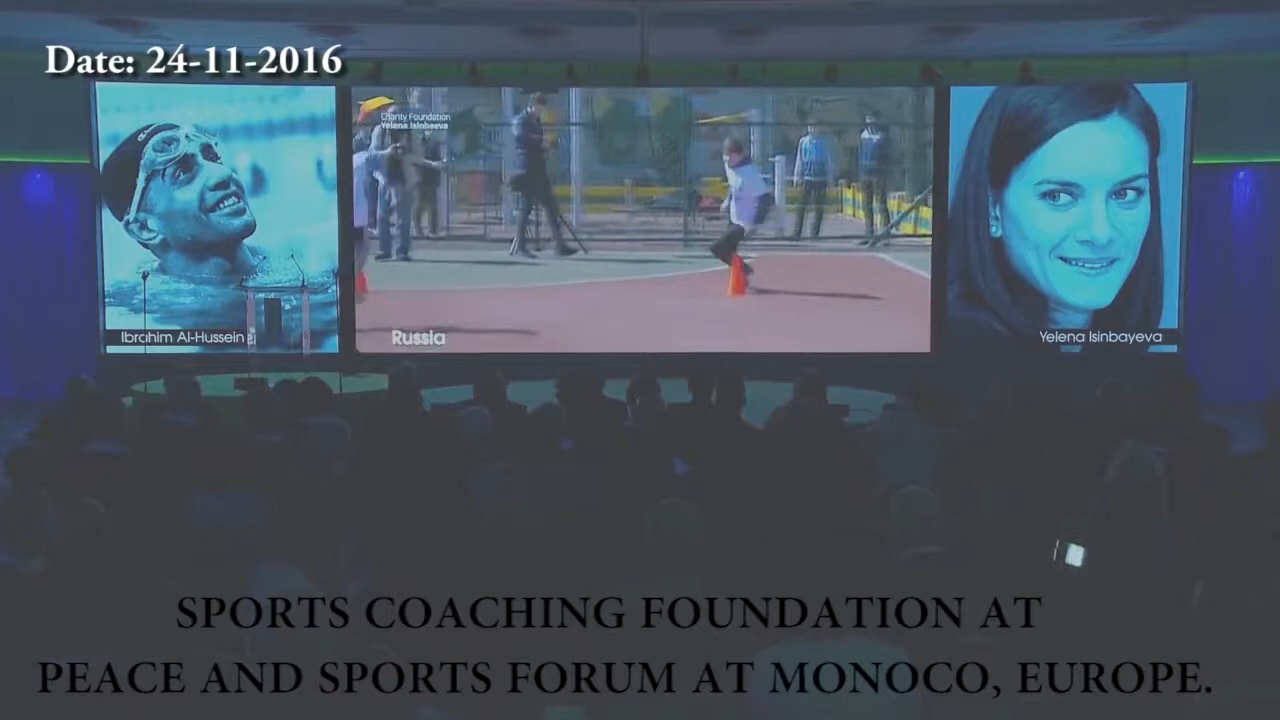 Date: 24-11-2016
Charity Foundation
Yelena Isinbaeva
Russia
Ibrahim Al-Hussein
Yelena Isinbayeva
SPORTS COACHING FOUNDATION AT
PEACE AND SPORTS FORUM AT MONOCO, EUROPE.